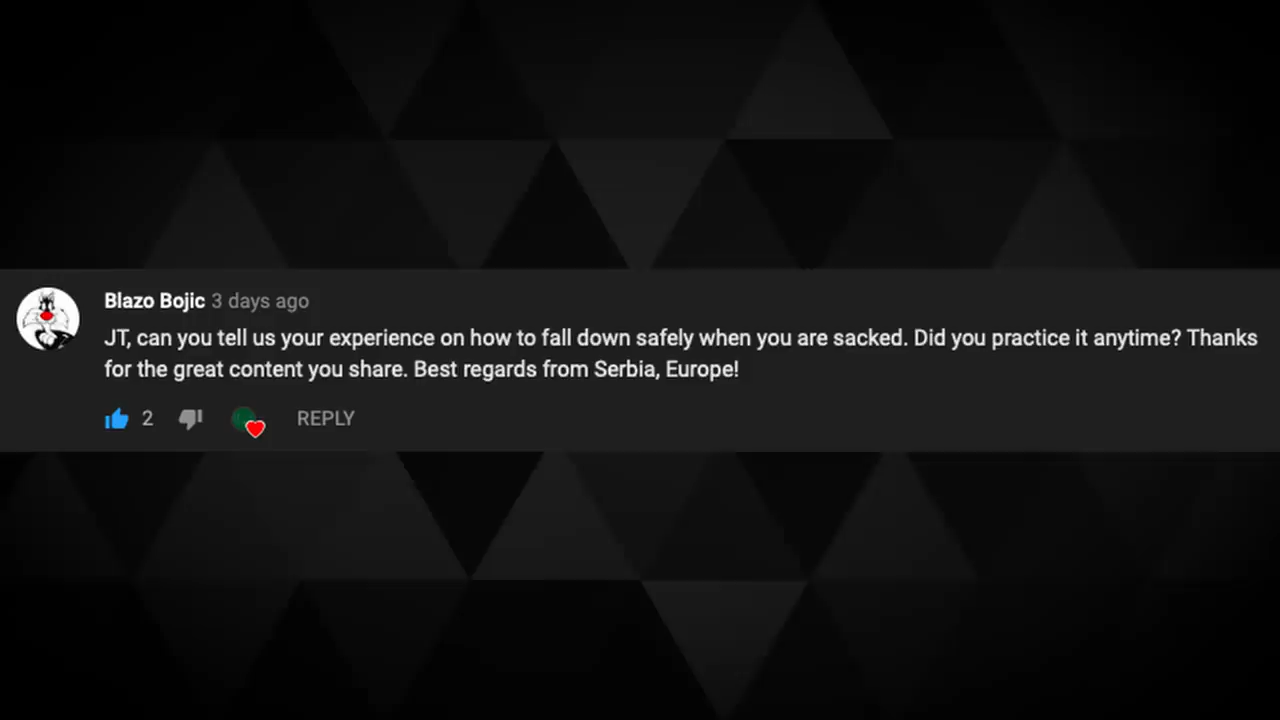 Blazo Bojic 3 days ago
JT, can you tell us your experience on how to fall down safely when you are sacked. Did you practice it anytime? Thanks
for the great content you share. Best regards from Serbia, Europe!
2 REPLY